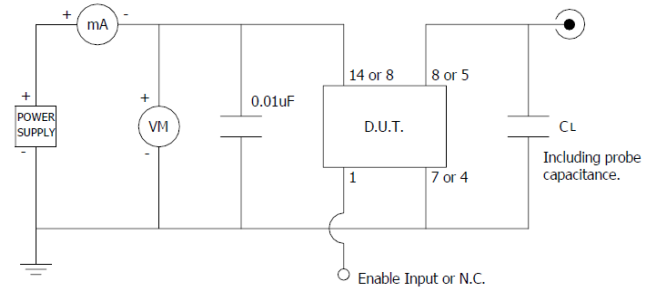 + mA -
14 or 8
8 or 5
+
POWER
SUPPLY
-
+
VM
-
0.01uF
D.U.T.
CL
Including probe
capacitance.
1
7 or 4
Enable Input or N.C.